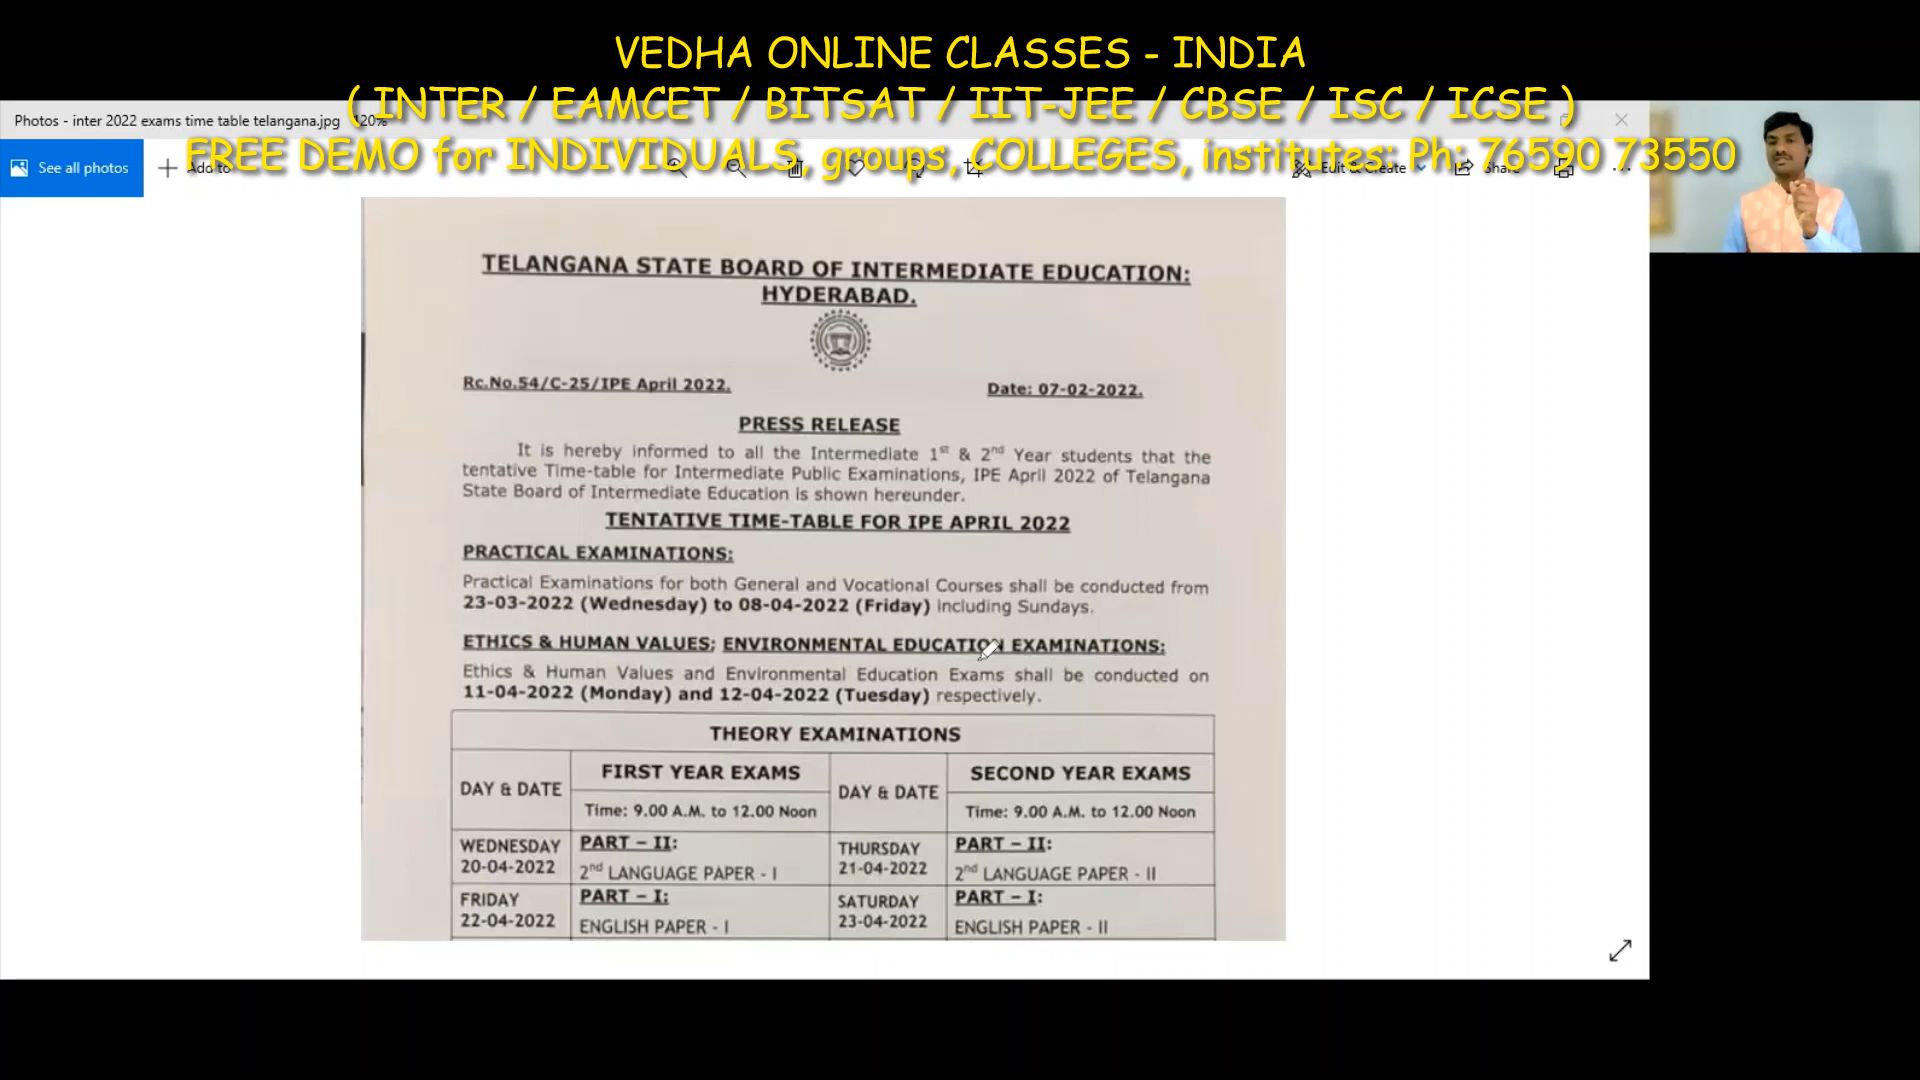 VEDHA ONLINE CLASSES - INDIA
( INTER / EAMCET / BITSAT / IIT-JEE / CBSE / ISC / ICSE )
Photos - inter 2022 exams time table telangana.jpg 120%
FREE DEMO for INDIVIDUALS, groups, COLLEGES, institutes: Ph: 76590 73550
See all photos
Add to
Edit & Create
Share
TELANGANA STATE BOARD OF INTERMEDIATE EDUCATION:
HYDERABAD.
Rc.No.54/C-25/IPE April 2022. Date: 07-02-2022.
PRESS RELEASE
It is hereby informed to all the Intermediate 1st & 2nd Year students that the
tentative Time-table for Intermediate Public Examinations, IPE April 2022 of Telangana
State Board of Intermediate Education is shown hereunder.
TENTATIVE TIME-TABLE FOR IPE APRIL 2022
PRACTICAL EXAMINATIONS:
Practical Examinations for both General and Vocational Courses shall be conducted from
23-03-2022 (Wednesday) to 08-04-2022 (Friday) including Sundays.
ETHICS & HUMAN VALUES; ENVIRONMENTAL EDUCATION EXAMINATIONS:
Ethics & Human Values and Environmental Education Exams shall be conducted on
11-04-2022 (Monday) and 12-04-2022 (Tuesday) respectively.
THEORY EXAMINATIONS
DAY & DATE FIRST YEAR EXAMS DAY & DATE SECOND YEAR EXAMS
Time: 9.00 A.M. to 12.00 Noon Time: 9.00 A.M. to 12.00 Noon
WEDNESDAY PART – II: THURSDAY PART – II:
20-04-2022 2nd LANGUAGE PAPER - I 21-04-2022 2nd LANGUAGE PAPER - II
FRIDAY PART – I: SATURDAY PART – I:
22-04-2022 ENGLISH PAPER - I 23-04-2022 ENGLISH PAPER - II